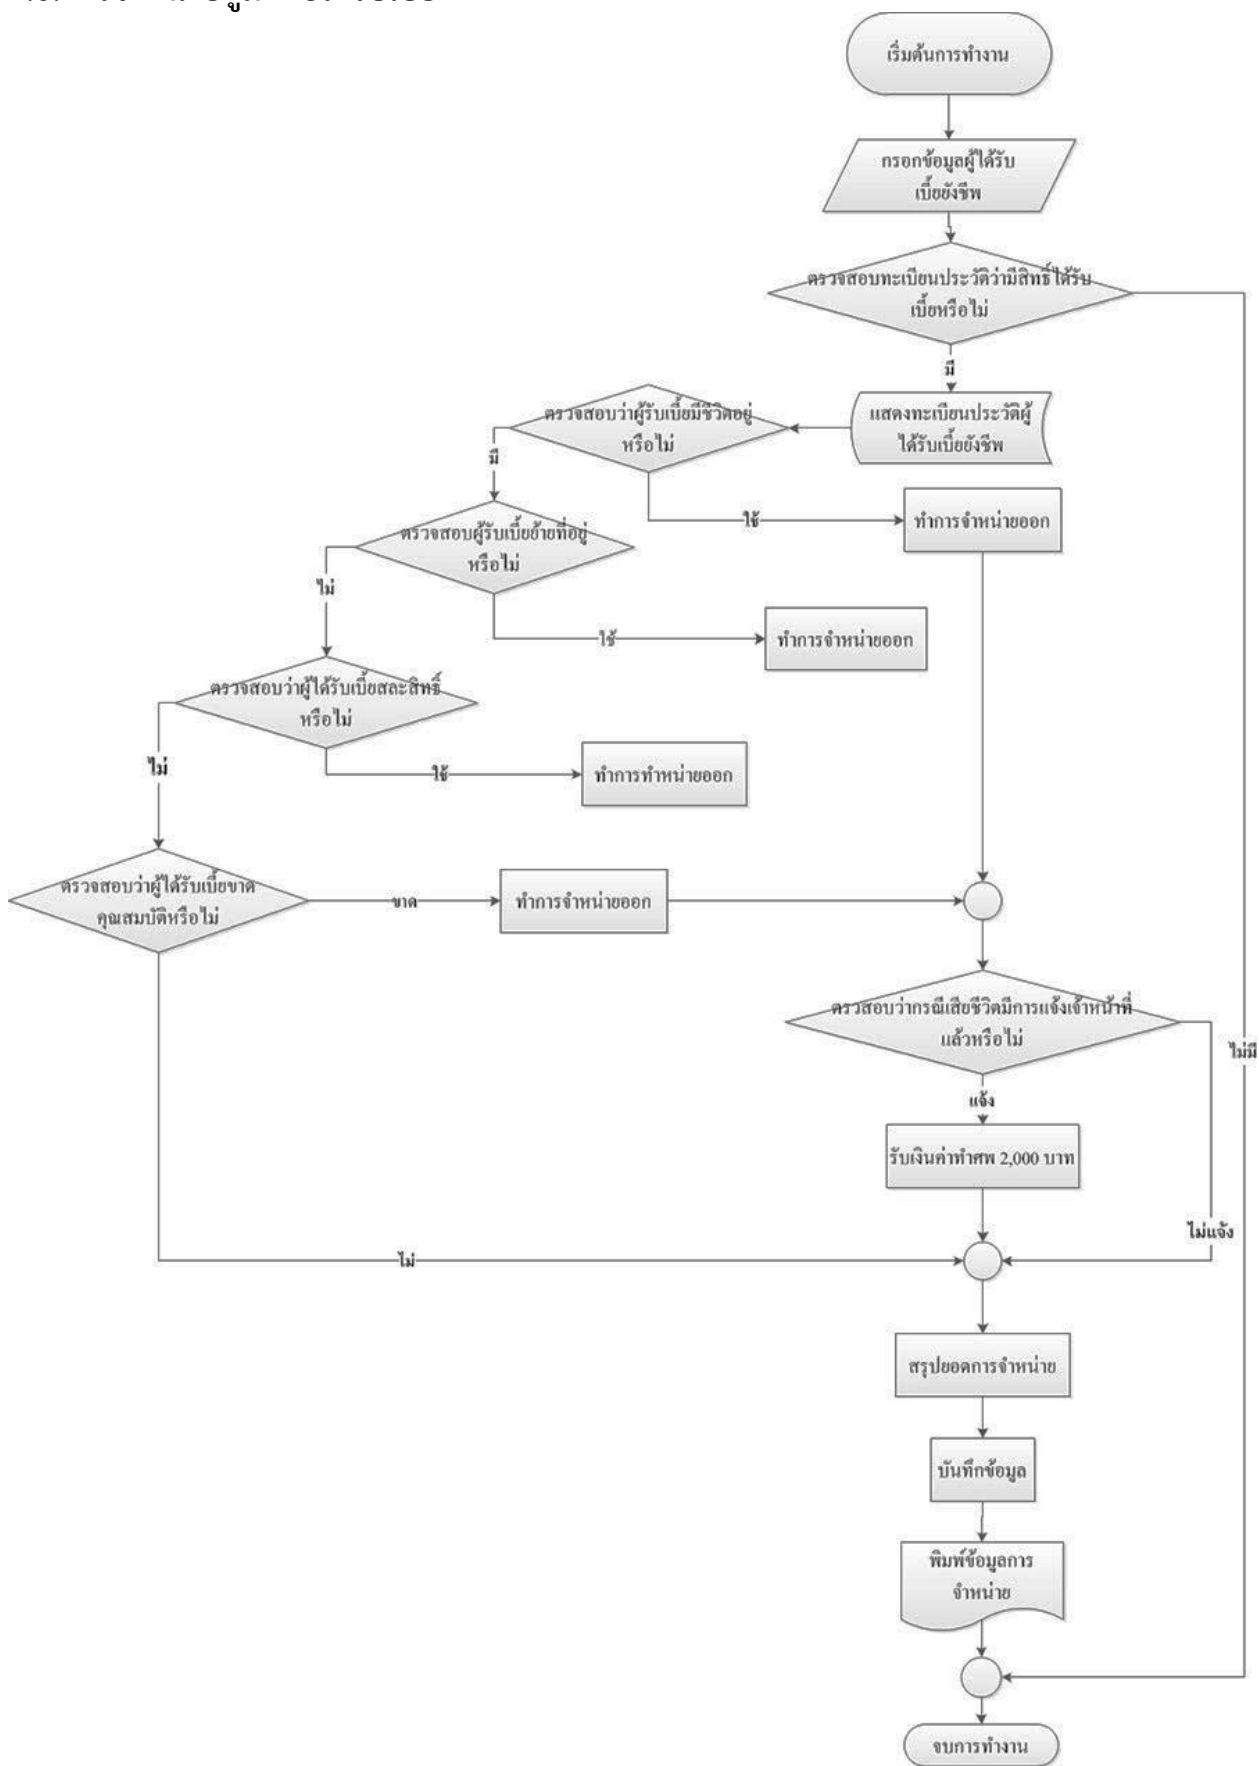 เริ่มต้นการทำงาน
กรอกข้อมูลผู้ได้รับ
เบี้ยยังชีพ
ตรวจสอบทะเบียนประวัติว่ามีสิทธิ์ได้รับ
เบี้ยหรือไม่
มี
แสดงทะเบียนประวัติผู้
ได้รับเบี้ยยังชีพ
ตรวจสอบว่าผู้รับเบี้ยมีชีวิตอยู่
หรือไม่
มี
ใช้
ทำการจำหน่ายออก
ตรวจสอบผู้รับเบี้ยย้ายที่อยู่
หรือไม่
ไม่
ใช้
ทำการจำหน่ายออก
ตรวจสอบว่าผู้ได้รับเบี้ยสละสิทธิ์
หรือไม่
ไม่
ใช้
ทำการทำหน่ายออก
ตรวจสอบว่าผู้ได้รับเบี้ยขาด
คุณสมบัติหรือไม่
ขาด
ทำการจำหน่ายออก
ตรวสอบว่ากรณีเสียชีวิตมีการแจ้งเจ้าหน้าที่
แล้วหรือไม่
ไม่มี
แจ้ง
รับเงินค่าทำศพ 2,000 บาท
ไม่แจ้ง
ไม่
สรุปยอดการจำหน่าย
บันทึกข้อมูล
พิมพ์ข้อมูลการ
จำหน่าย
จบการทำงาน